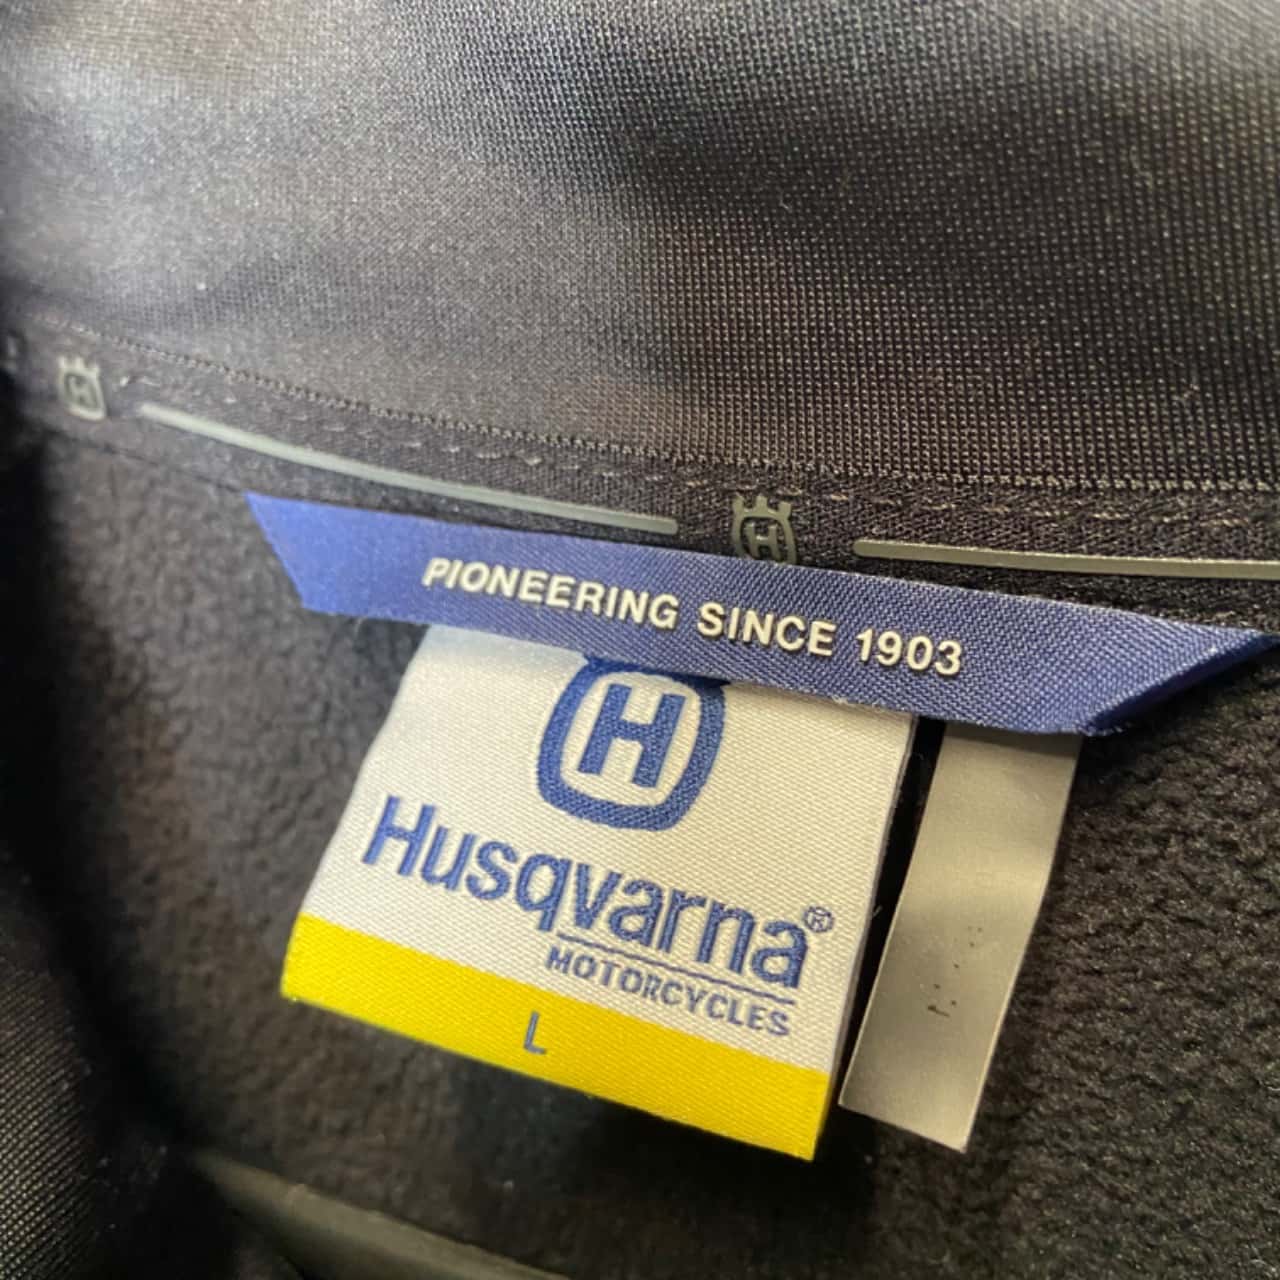 PIONEERING SINCE 1903
H
Husqvarna®
MOTORCYCLES
L